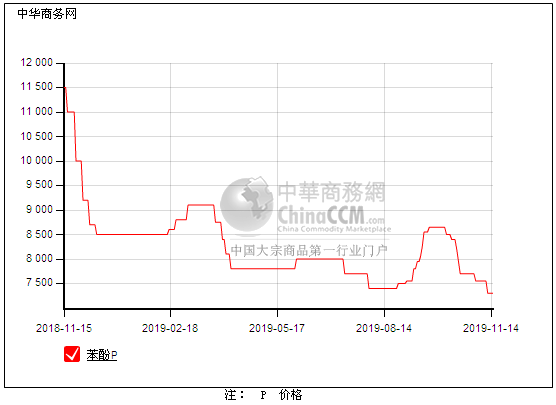 中华商务网
12 000
11 500
11 000
10 500
10 000
9 500
9 000
8 500
8 000
7 500
中華商務網
ChinaCCM.com
China Commodity Marketplace
中国大宗商品第一行业门户
2018-11-15 2019-02-18 2019-05-17 2019-08-14 2019-11-14
苯酚P
注： P 价格